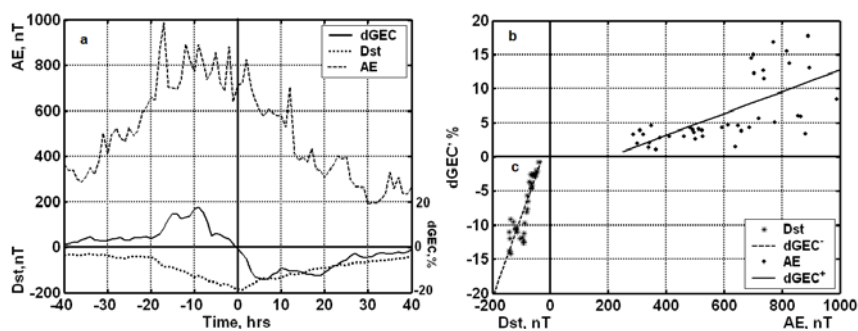 AE, nT
1000
800
600
400
200
0
-200
Dst,nT
a
dGEC
Dst
AE
20
0
-20
dGEC,%
-40
-30
-20
-10
0
10
20
30
40
Time, hrs
dGEC⁺ %
20
15
10
5
0
-5
-10
-15
-20
b
c
Dst
dGEC⁻
AE
dGEC⁺
-200
0
200
400
600
800
1000
Dst, nT
AE, nT